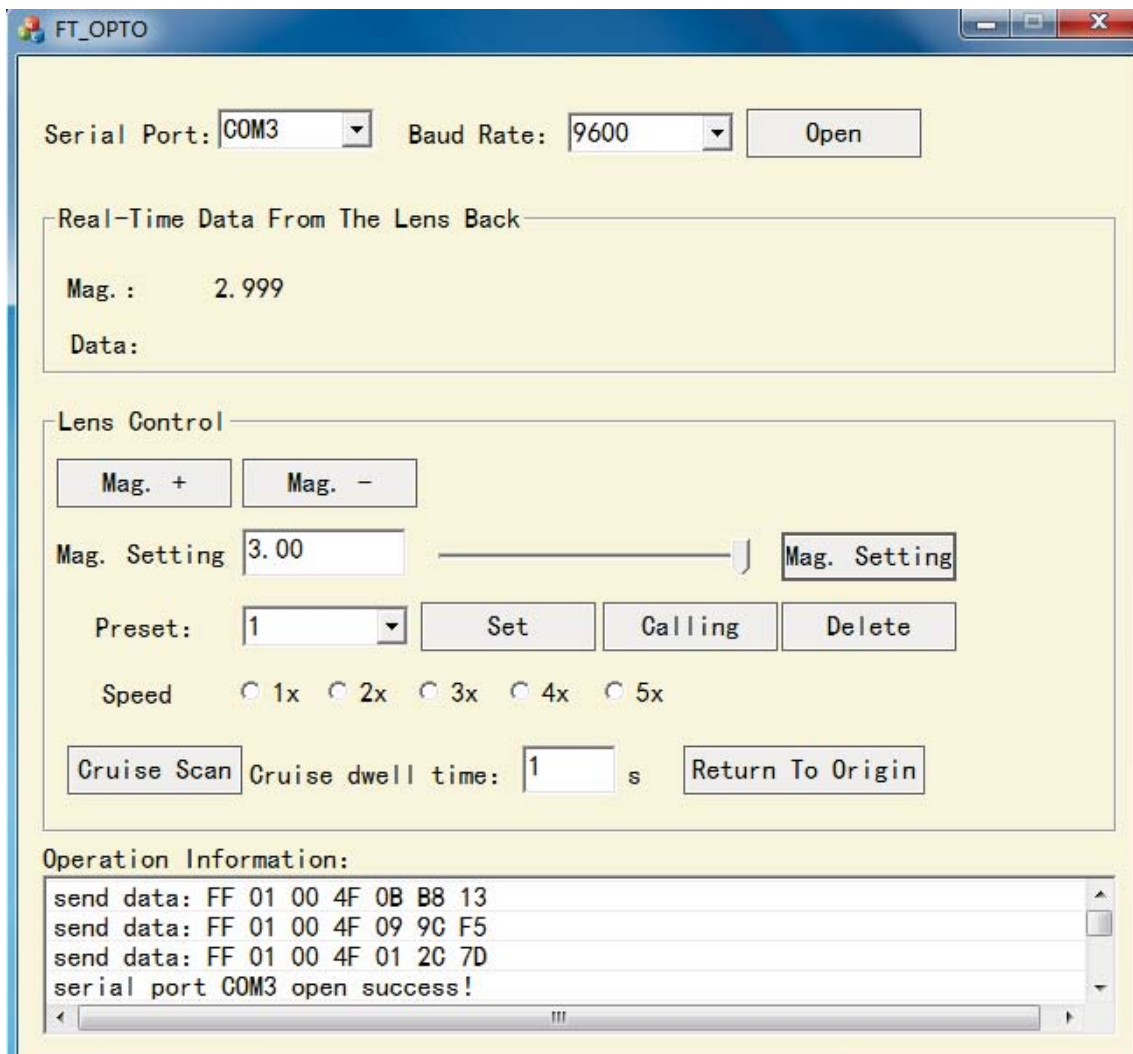 FT_OPTO
Serial Port: COM3 Baud Rate: 9600 Open
Real-Time Data From The Lens Back
Mag.: 2.999
Data:
Lens Control
Mag. + Mag. -
Mag. Setting 3.00 Mag. Setting
Preset: 1 Set Calling Delete
Speed 1x 2x 3x 4x 5x
Cruise Scan Cruise dwell time: 1 s Return To Origin
Operation Information:
send data: FF 01 00 4F 0B B8 13
send data: FF 01 00 4F 09 9C F5
send data: FF 01 00 4F 01 2C 7D
serial port COM3 open success!